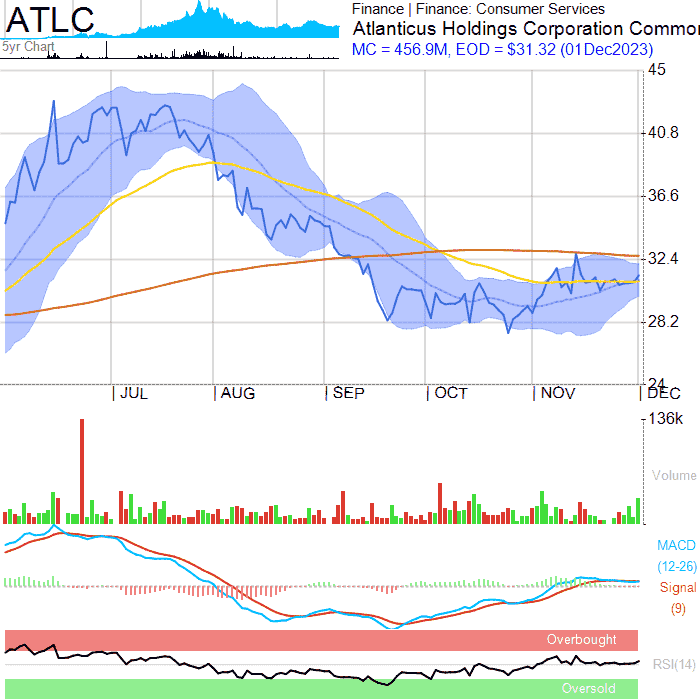 ATLC
5yr Chart
Finance | Finance: Consumer Services
Atlanticus Holdings Corporation Common
MC = 456.9M, EOD = $31.32 (01Dec2023)
45
40.8
36.6
32.4
28.2
24
JUL
AUG
SEP
OCT
NOV
DEC
136k
Volume
MACD
(12-26)
Signal
(9)
Overbought
RSI(14)
Oversold